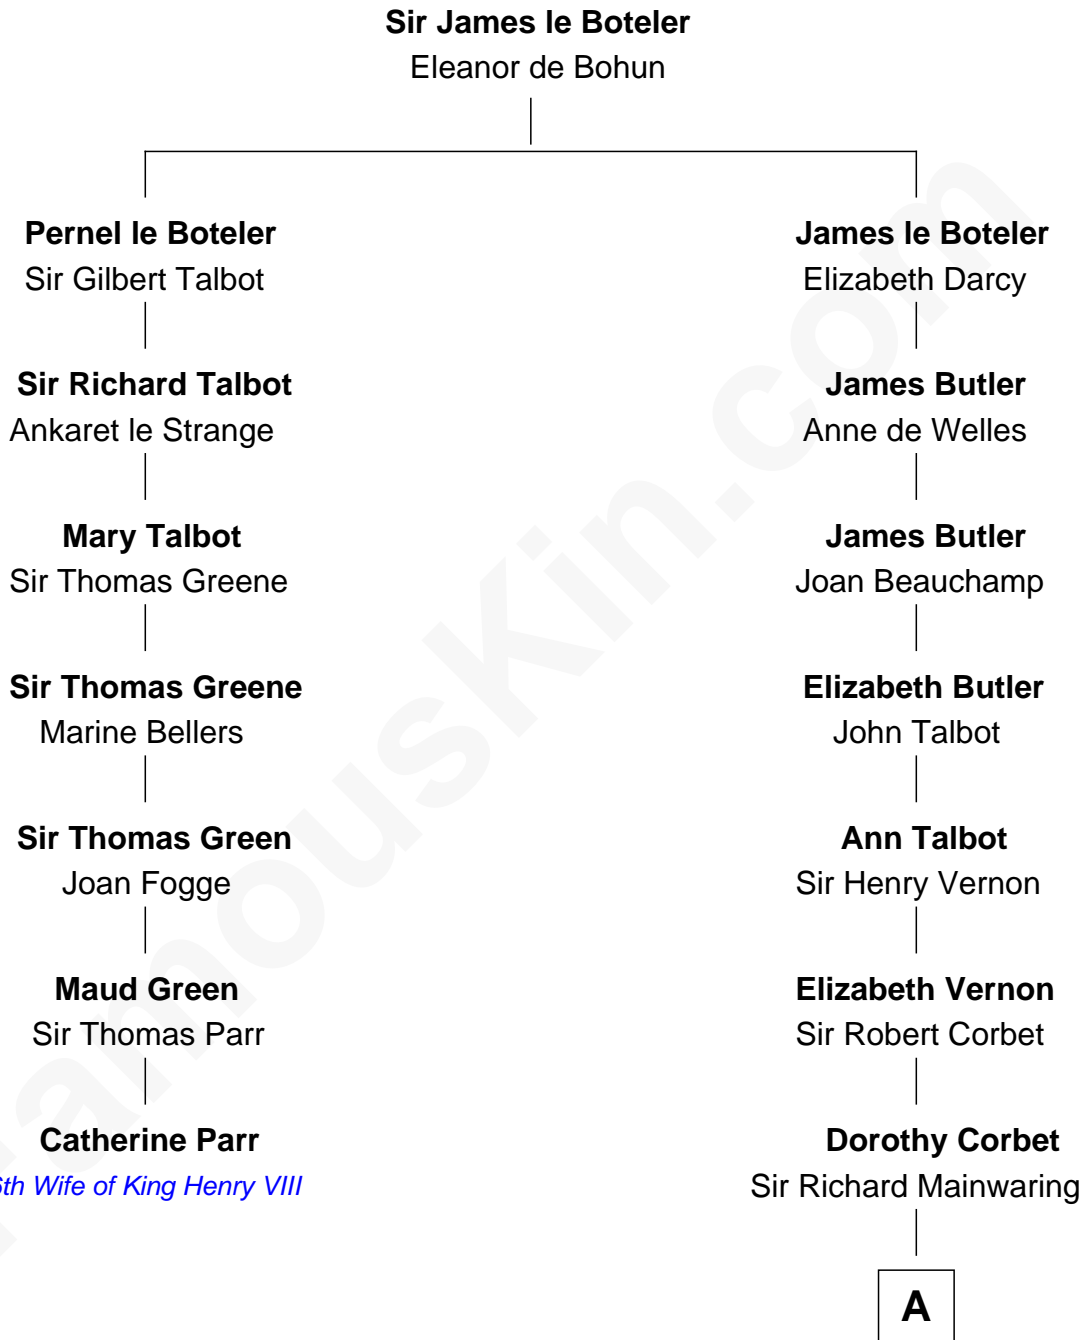 Sir James le Boteler
Eleanor de Bohun
Pernel le Boteler
Sir Gilbert Talbot
James le Boteler
Elizabeth Darcy
Sir Richard Talbot
Ankaret le Strange
James Butler
Anne de Welles
Mary Talbot
Sir Thomas Greene
James Butler
Joan Beauchamp
Sir Thomas Greene
Marine Bellers
Elizabeth Butler
John Talbot
Sir Thomas Green
Joan Fogge
Ann Talbot
Sir Henry Vernon
Maud Green
Sir Thomas Parr
Elizabeth Vernon
Sir Robert Corbet
Catherine Parr
6th Wife of King Henry VIII
Dorothy Corbet
Sir Richard Mainwaring
A
FamousKin.com